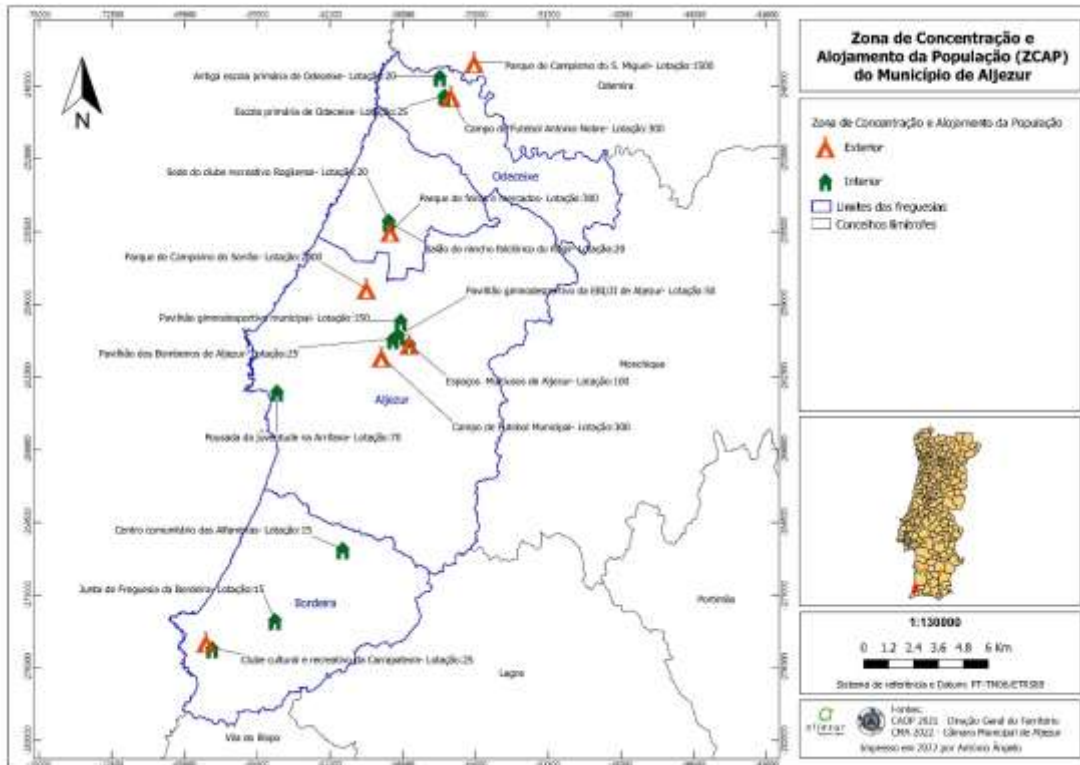 Zona de Concentração e
Alojamento da População (ZCAP)
do Município de Aljezur
Zona de Concentração e Alojamento da População
Exterior
Interior
Limites das freguesias
Concelhos limítrofes
N
Antiga escola primária de Odeceixe- Lotação:20
Parque de Campismo do S. Miguel- Lotação:1500
Odemira
Escola primária de Odeceixe- Lotação:25
Campo de Futebol António Nobre- Lotação:300
Odeceixe
Sede do clube recreativo Rogilense- Lotação:20
Parque de feiras e mercados- Lotação:300
Salão do rancho folclórico do Rogil- Lotação:20
Parque de Campismo do Serrão- Lotação:
Pavilhão gimnodesportivo da EBI/JI de Aljezur- Lotação:50
Pavilhão gimnodesportivo municipal- Lotação:150
Pavilhão dos Bombeiros de Aljezur- Lotação:25
Monchique
Espaços Multiusos de Aljezur- Lotação:100
Aljezur
Campo de Futebol Municipal- Lotação:300
Pousada da juventude na Arrifana- Lotação:70
Centro comunitário das Alfambras- Lotação:15
Junta de Freguesia da Bordeira- Lotação:15
Bordeira
Portimão
Clube cultural e recreativo da Carrapateira- Lotação:25
Lagos
Vila do Bispo
1:130000
0 1.2 2.4 3.6 4.8 6 Km
Sistema de referência e Datum: PT-TM06/ETRS89
aljezur
Fontes:
CAOP 2021 - Direção Geral do Território
CMA 2022 - Câmara Municipal de Aljezur
Impresso em 2022 por António Ângelo